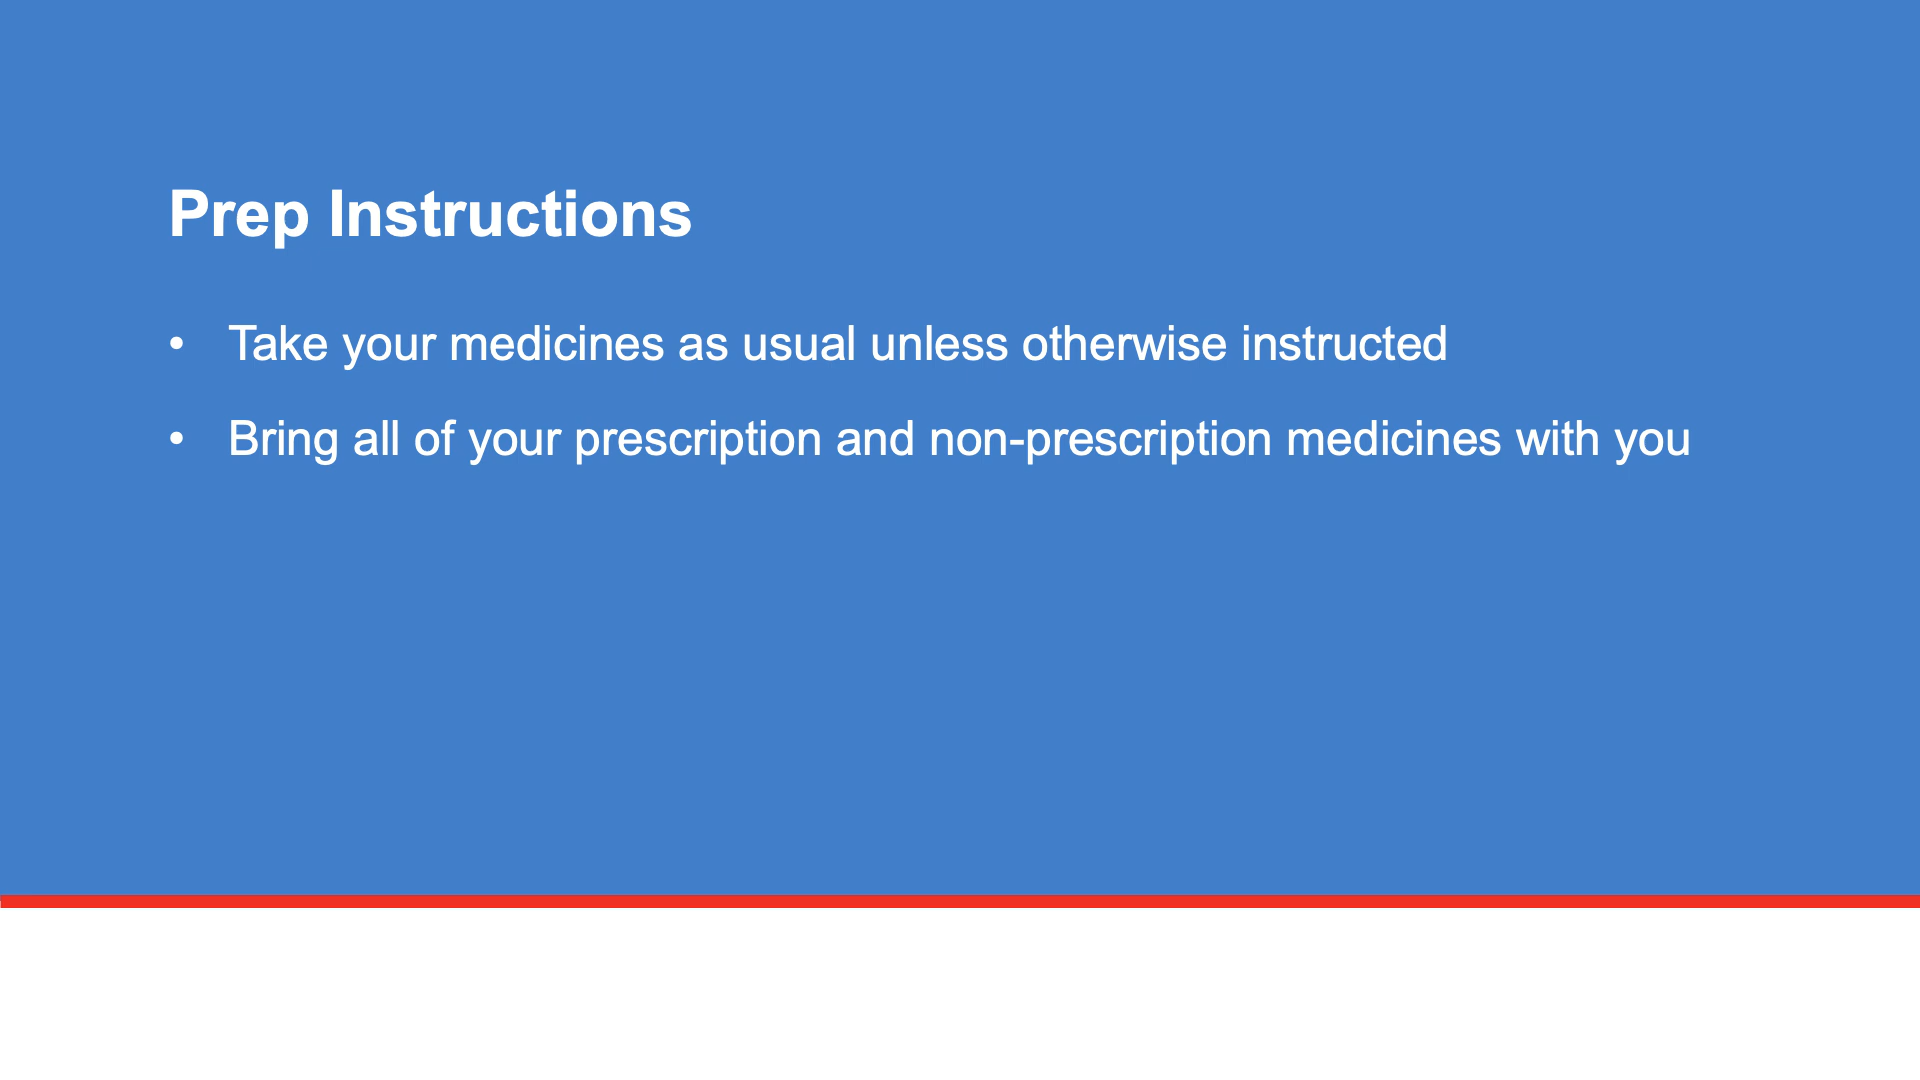 Prep Instructions
• Take your medicines as usual unless otherwise instructed
• Bring all of your prescription and non-prescription medicines with you